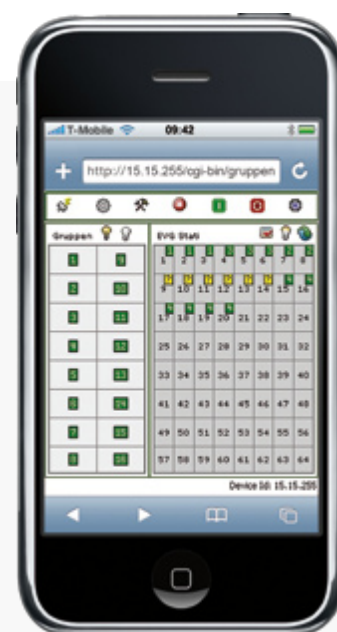 T-Mobile 09:42
http://15.15.255/cgi-bin/gruppen
Gruppen EVG Stati
1 9 1 2 3 4 5 6 7 8
2 10 9 10 11 12 13 14 15 16
3 11 17 18 19 20 21 22 23 24
4 12 25 26 27 28 29 30 31 32
5 13 33 34 35 36 37 38 39 40
6 14 41 42 43 44 45 46 47 48
7 15 49 50 51 52 53 54 55 56
8 16 57 58 59 60 61 62 63 64
Device Id: 15.15.255